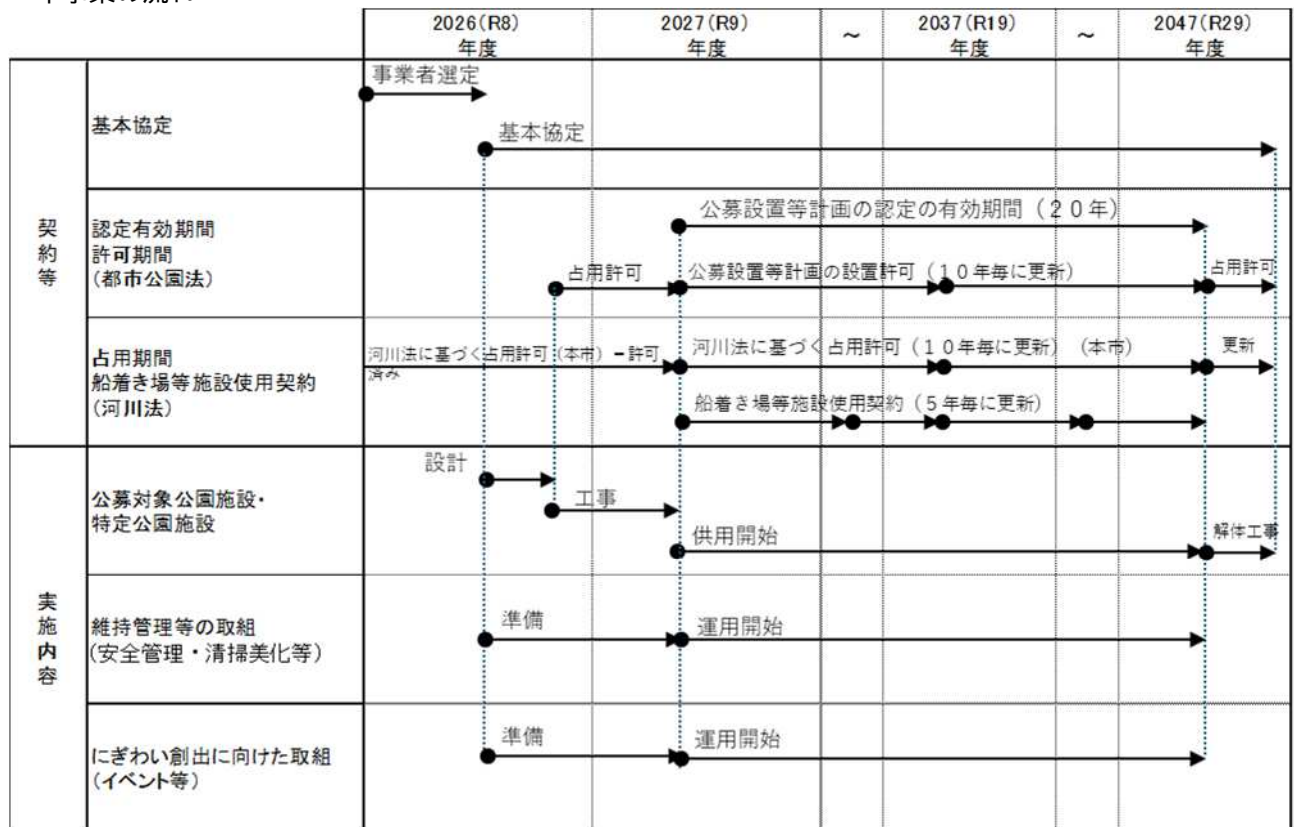 2026(R8)
年度
2027(R9)
年度
～
2037(R19)
年度
～
2047(R29)
年度
契約等
基本協定
事業者選定
基本協定
認定有効期間
許可期間
(都市公園法)
公募設置等計画の認定の有効期間（２０年）
占用許可
公募設置等計画の設置許可（１０年毎に更新）
占用許可
占用期間
船着き場等施設使用契約
(河川法)
河川法に基づく占用許可（本市）ー許可
済み
河川法に基づく占用許可（１０年毎に更新）（本市）
更新
船着き場等施設使用契約（５年毎に更新）
実施内容
公募対象公園施設・
特定公園施設
設計
工事
供用開始
解体工事
維持管理等の取組
(安全管理・清掃美化等)
準備
運用開始
にぎわい創出に向けた取組
(イベント等)
準備
運用開始